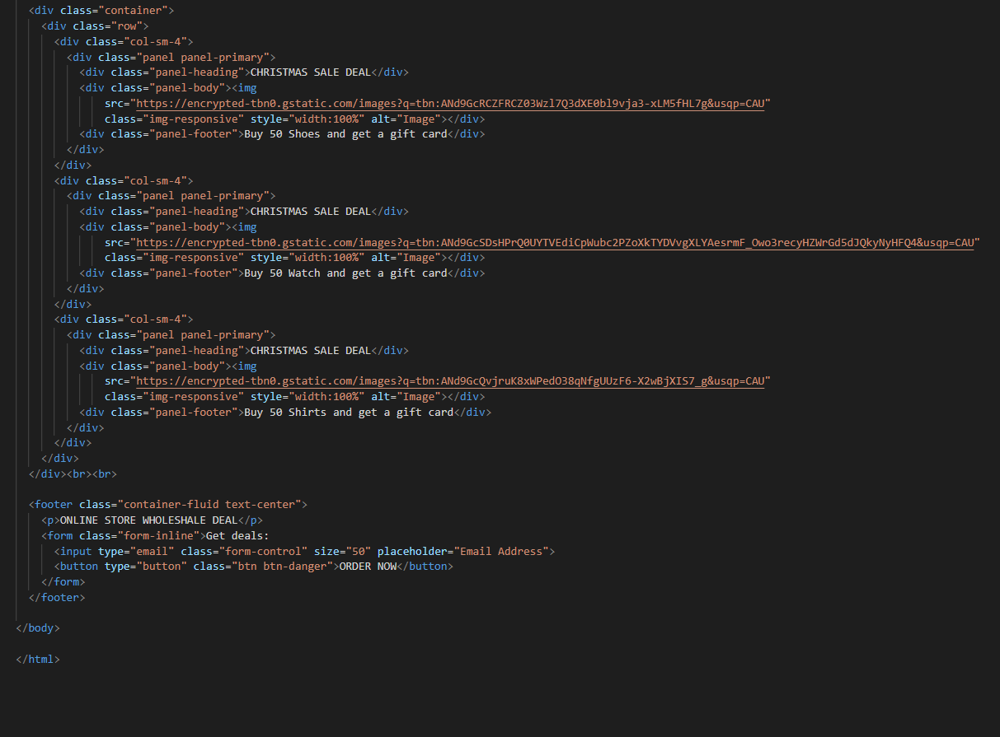 <div class="container">
<div class="row">
<div class="col-sm-4">
<div class="panel panel-primary">
<div class="panel-heading">CHRISTMAS SALE DEAL</div>
<div class="panel-body"><img
src="https://encrypted-tbn0.gstatic.com/images?q=tbn:ANd9GcRCZFRCZ03Wzl7Q3dXE0bl9vja3-xLM5fHL7g&usqp=CAU"
class="img-responsive" style="width:100%" alt="Image"></div>
<div class="panel-footer">Buy 50 Shoes and get a gift card</div>
</div>
</div>
<div class="col-sm-4">
<div class="panel panel-primary">
<div class="panel-heading">CHRISTMAS SALE DEAL</div>
<div class="panel-body"><img
src="https://encrypted-tbn0.gstatic.com/images?q=tbn:ANd9GcSDsHPrQ0UYTVEdiCpWubc2PZoXkTYDVvgXLYAesrmF_Owo3recyHZWrGd5dJQkyNyHFQ4&usqp=CAU"
class="img-responsive" style="width:100%" alt="Image"></div>
<div class="panel-footer">Buy 50 Watch and get a gift card</div>
</div>
</div>
<div class="col-sm-4">
<div class="panel panel-primary">
<div class="panel-heading">CHRISTMAS SALE DEAL</div>
<div class="panel-body"><img
src="https://encrypted-tbn0.gstatic.com/images?q=tbn:ANd9GcQvjruK8xWPedO38qNfgUUzF6-X2wBjXIS7_g&usqp=CAU"
class="img-responsive" style="width:100%" alt="Image"></div>
<div class="panel-footer">Buy 50 Shirts and get a gift card</div>
</div>
</div>
</div>
</div><br><br>
<footer class="container-fluid text-center">
<p>ONLINE STORE WHOLESHALE DEAL</p>
<form class="form-inline">Get deals:
<input type="email" class="form-control" size="50" placeholder="Email Address">
<button type="button" class="btn btn-danger">ORDER NOW</button>
</form>
</footer>
</body>
</html>